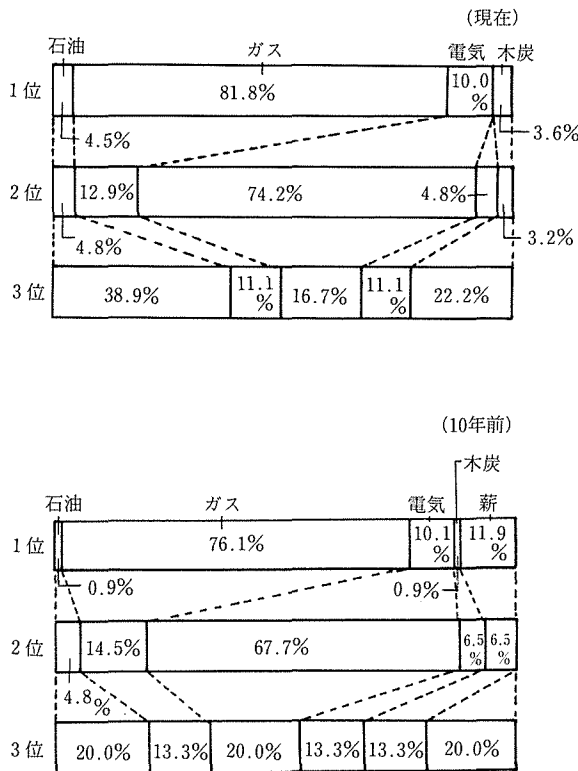 (現在)
石油 ガス 電気 木炭
1位 81.8% 10.0%
4.5% 3.6%
2位 12.9% 74.2% 4.8%
4.8% 3.2%
3位 38.9% 11.1% 16.7% 11.1% 22.2%
(10年前)
木炭
石油 ガス 電気 薪
1位 76.1% 10.1% 11.9%
0.9% 0.9%
2位 14.5% 67.7% 6.5% 6.5%
4.8%
3位 20.0% 13.3% 20.0% 13.3% 13.3% 20.0%